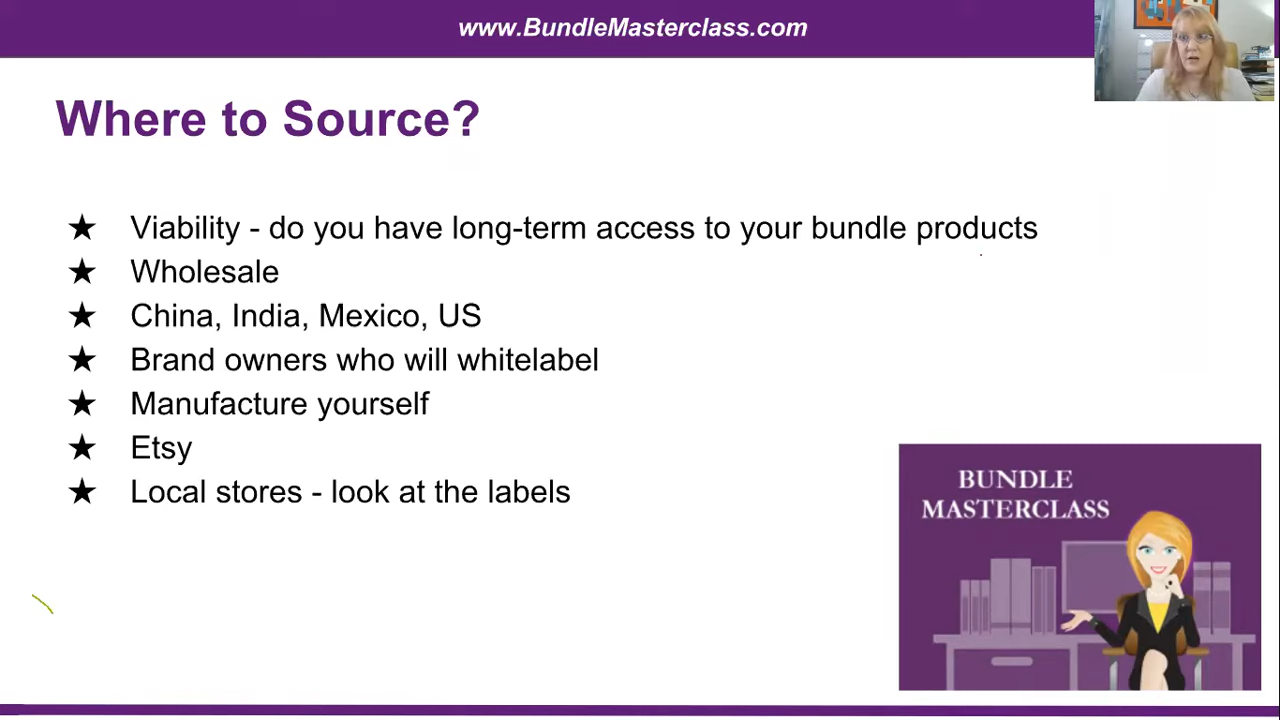 www.BundleMasterclass.com
Where to Source?
★ Viability - do you have long-term access to your bundle products
★ Wholesale
★ China, India, Mexico, US
★ Brand owners who will whitelabel
★ Manufacture yourself
★ Etsy
★ Local stores - look at the labels
BUNDLE
MASTERCLASS